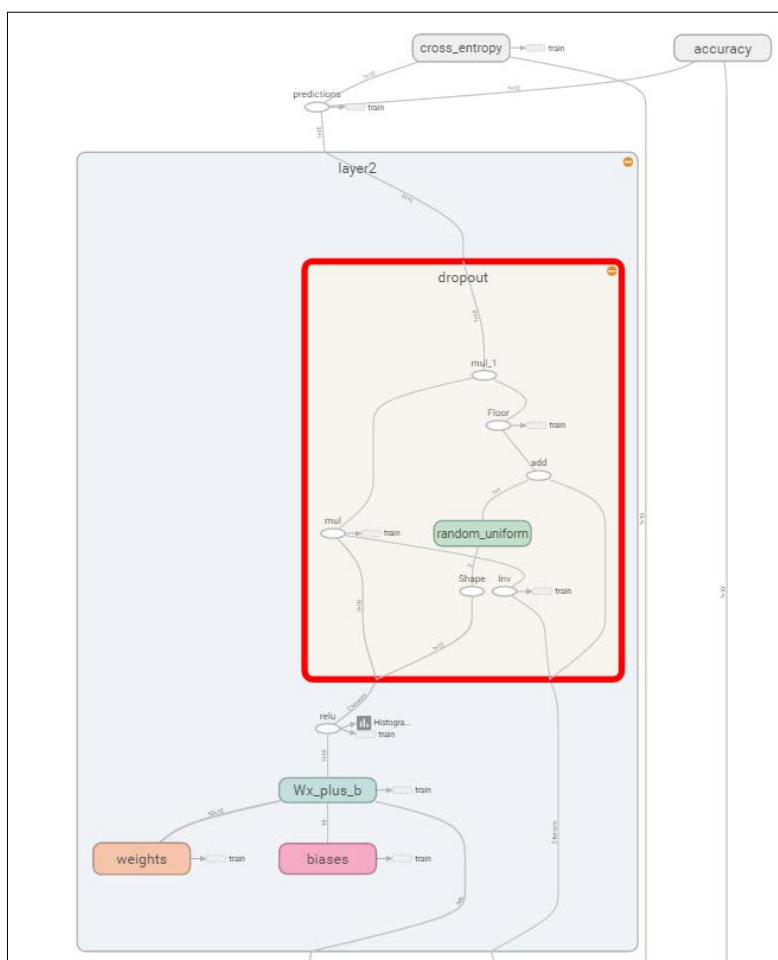 cross_entropy
train
accuracy
predictions
train
layer2
dropout
mul_1
Floor
train
add
mul
train
random_uniform
Shape
Inv
train
relu
Histogra...
train
Wx_plus_b
train
weights
train
biases
train